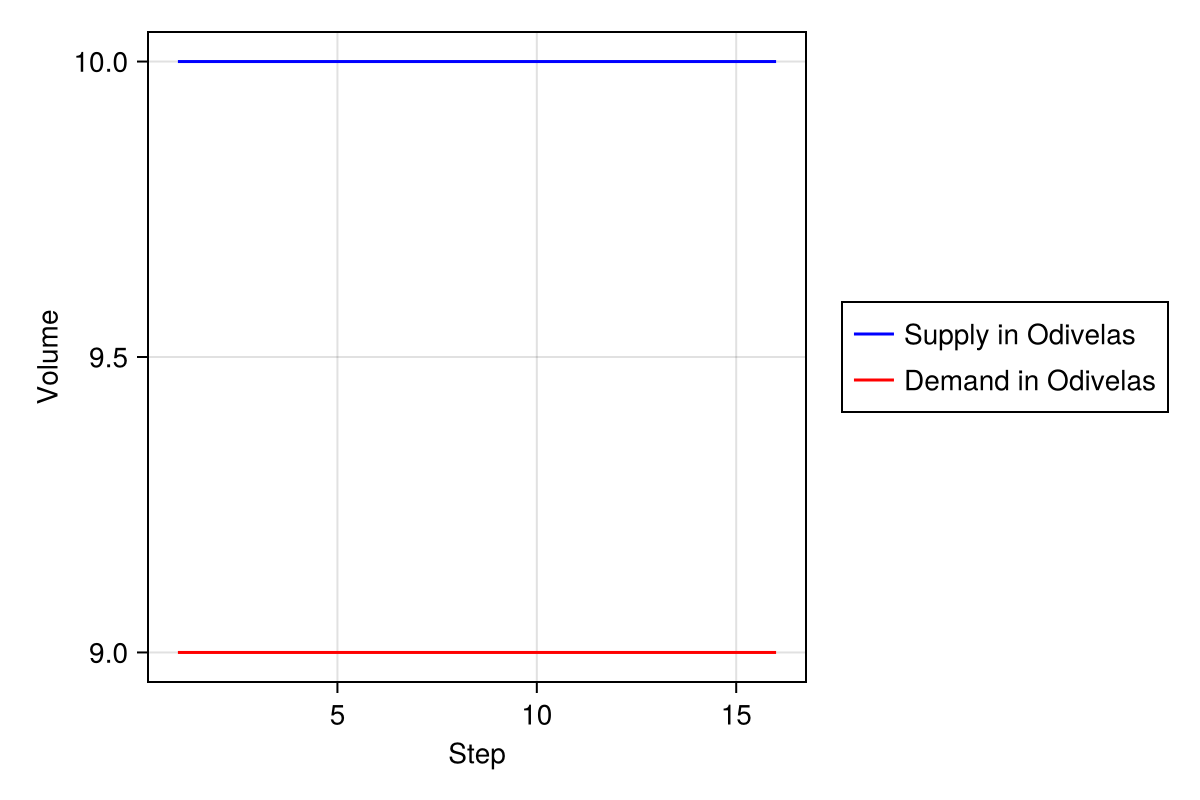 10.0
9.5
9.0
Volume
5 10 15
Step
Supply in Odivelas
Demand in Odivelas